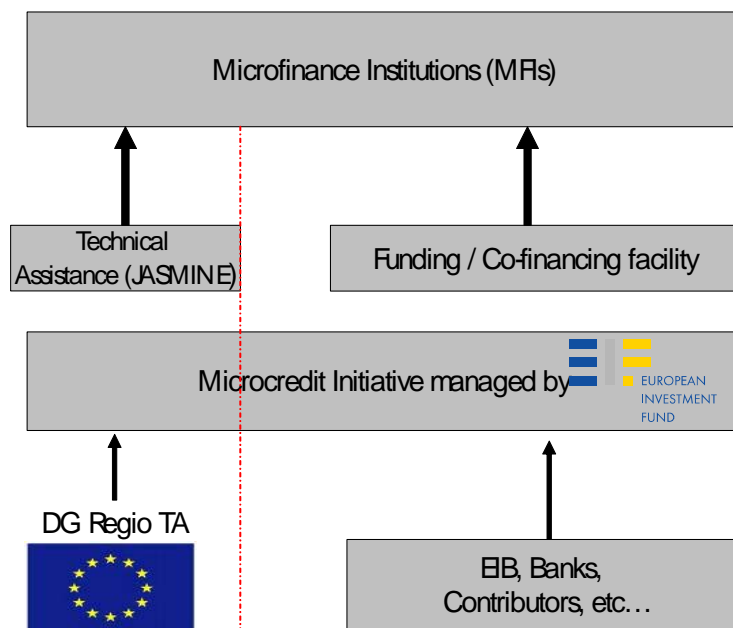 Microfinance Institutions (MFIs)
Technical
Assistance (JASMINE)
Funding / Co-financing facility
Microcredit Initiative managed by
EUROPEAN
INVESTMENT
FUND
DG Regio TA
EIB, Banks,
Contributors, etc…